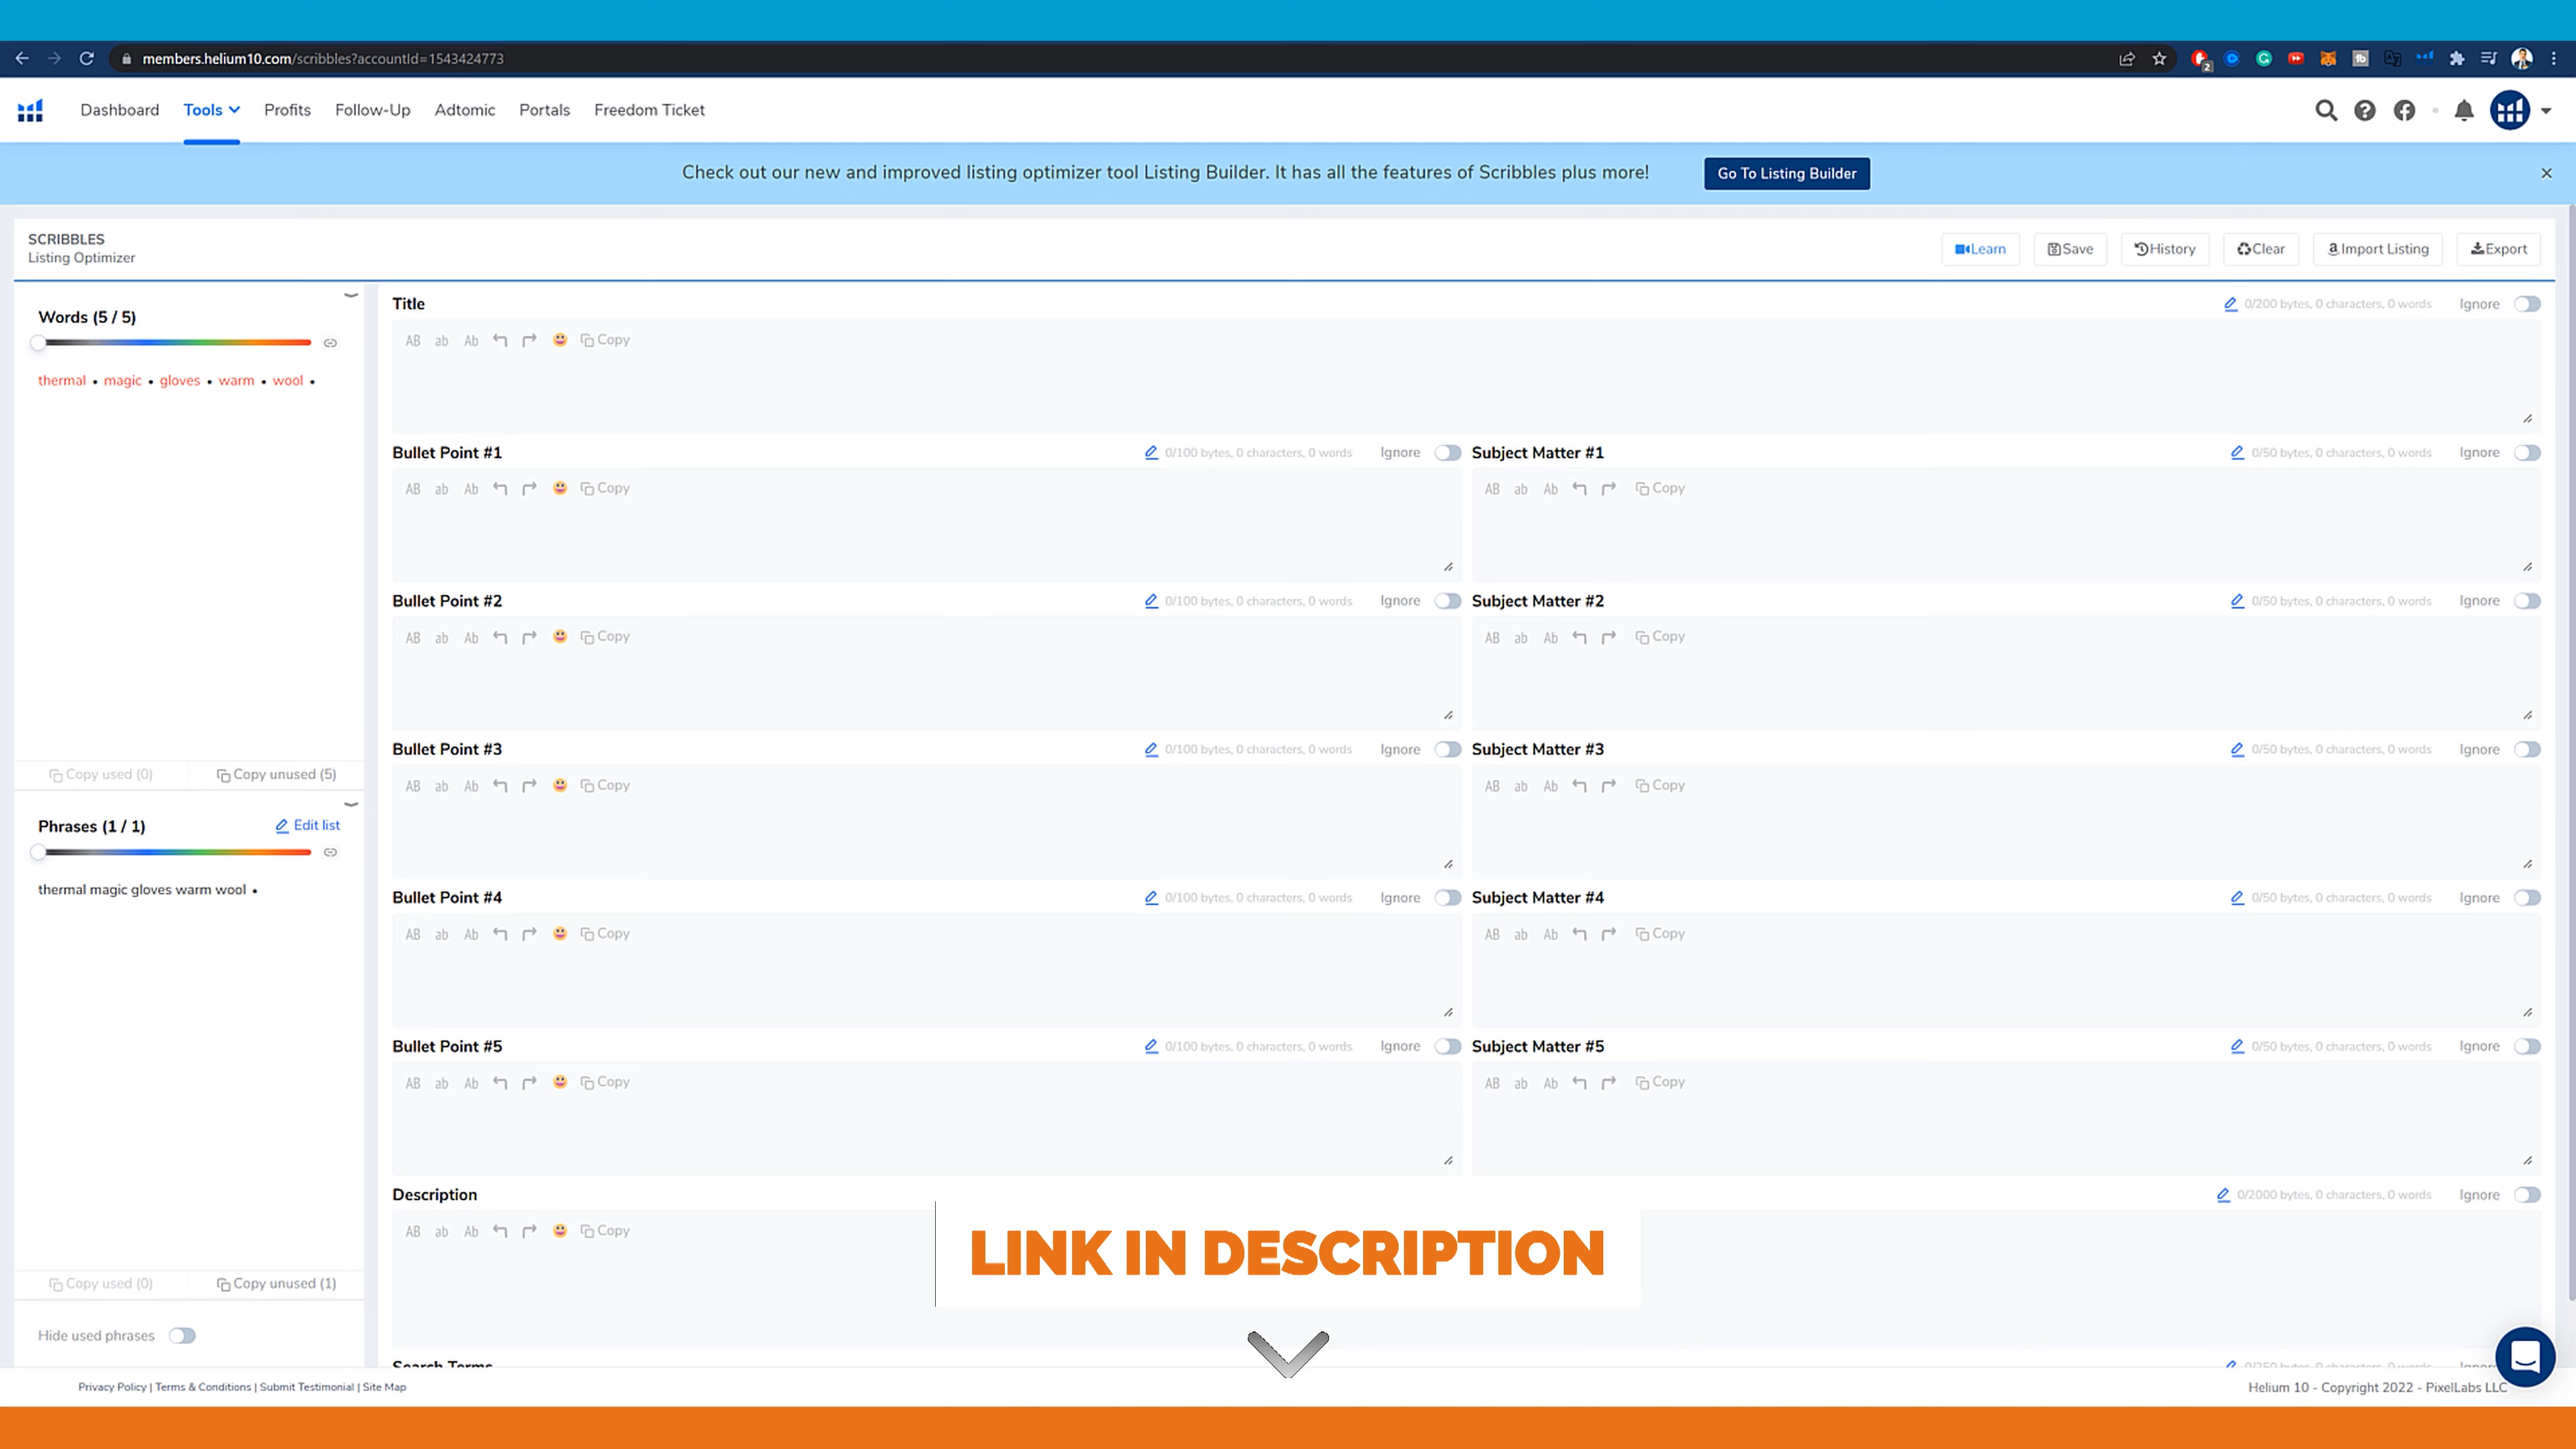 members.helium10.com/scribbles?accountId=1543424773
Dashboard Tools Profits Follow-Up Adtomic Portals Freedom Ticket
Check out our new and improved listing optimizer tool Listing Builder. It has all the features of Scribbles plus more! Go To Listing Builder
SCRIBBLES
Listing Optimizer
Learn Save History Clear Import Listing Export
Words (5 / 5)
thermal • magic • gloves • warm • wool •
Copy used (0) Copy unused (5)
Phrases (1 / 1) Edit list
thermal magic gloves warm wool •
Copy used (0) Copy unused (1)
Hide used phrases
Title 0/200 bytes, 0 characters, 0 words Ignore
AB ab Ab Copy
Bullet Point #1 0/100 bytes, 0 characters, 0 words Ignore Subject Matter #1 0/50 bytes, 0 characters, 0 words Ignore
AB ab Ab Copy AB ab Ab Copy
Bullet Point #2 0/100 bytes, 0 characters, 0 words Ignore Subject Matter #2 0/50 bytes, 0 characters, 0 words Ignore
AB ab Ab Copy AB ab Ab Copy
Bullet Point #3 0/100 bytes, 0 characters, 0 words Ignore Subject Matter #3 0/50 bytes, 0 characters, 0 words Ignore
AB ab Ab Copy AB ab Ab Copy
Bullet Point #4 0/100 bytes, 0 characters, 0 words Ignore Subject Matter #4 0/50 bytes, 0 characters, 0 words Ignore
AB ab Ab Copy AB ab Ab Copy
Bullet Point #5 0/100 bytes, 0 characters, 0 words Ignore Subject Matter #5 0/50 bytes, 0 characters, 0 words Ignore
AB ab Ab Copy AB ab Ab Copy
Description 0/2000 bytes, 0 characters, 0 words Ignore
AB ab Ab Copy
LINK IN DESCRIPTION
Search Terms
Privacy Policy | Terms & Conditions | Submit Testimonial | Site Map
Helium 10 - Copyright 2022 - PixelLabs LLC